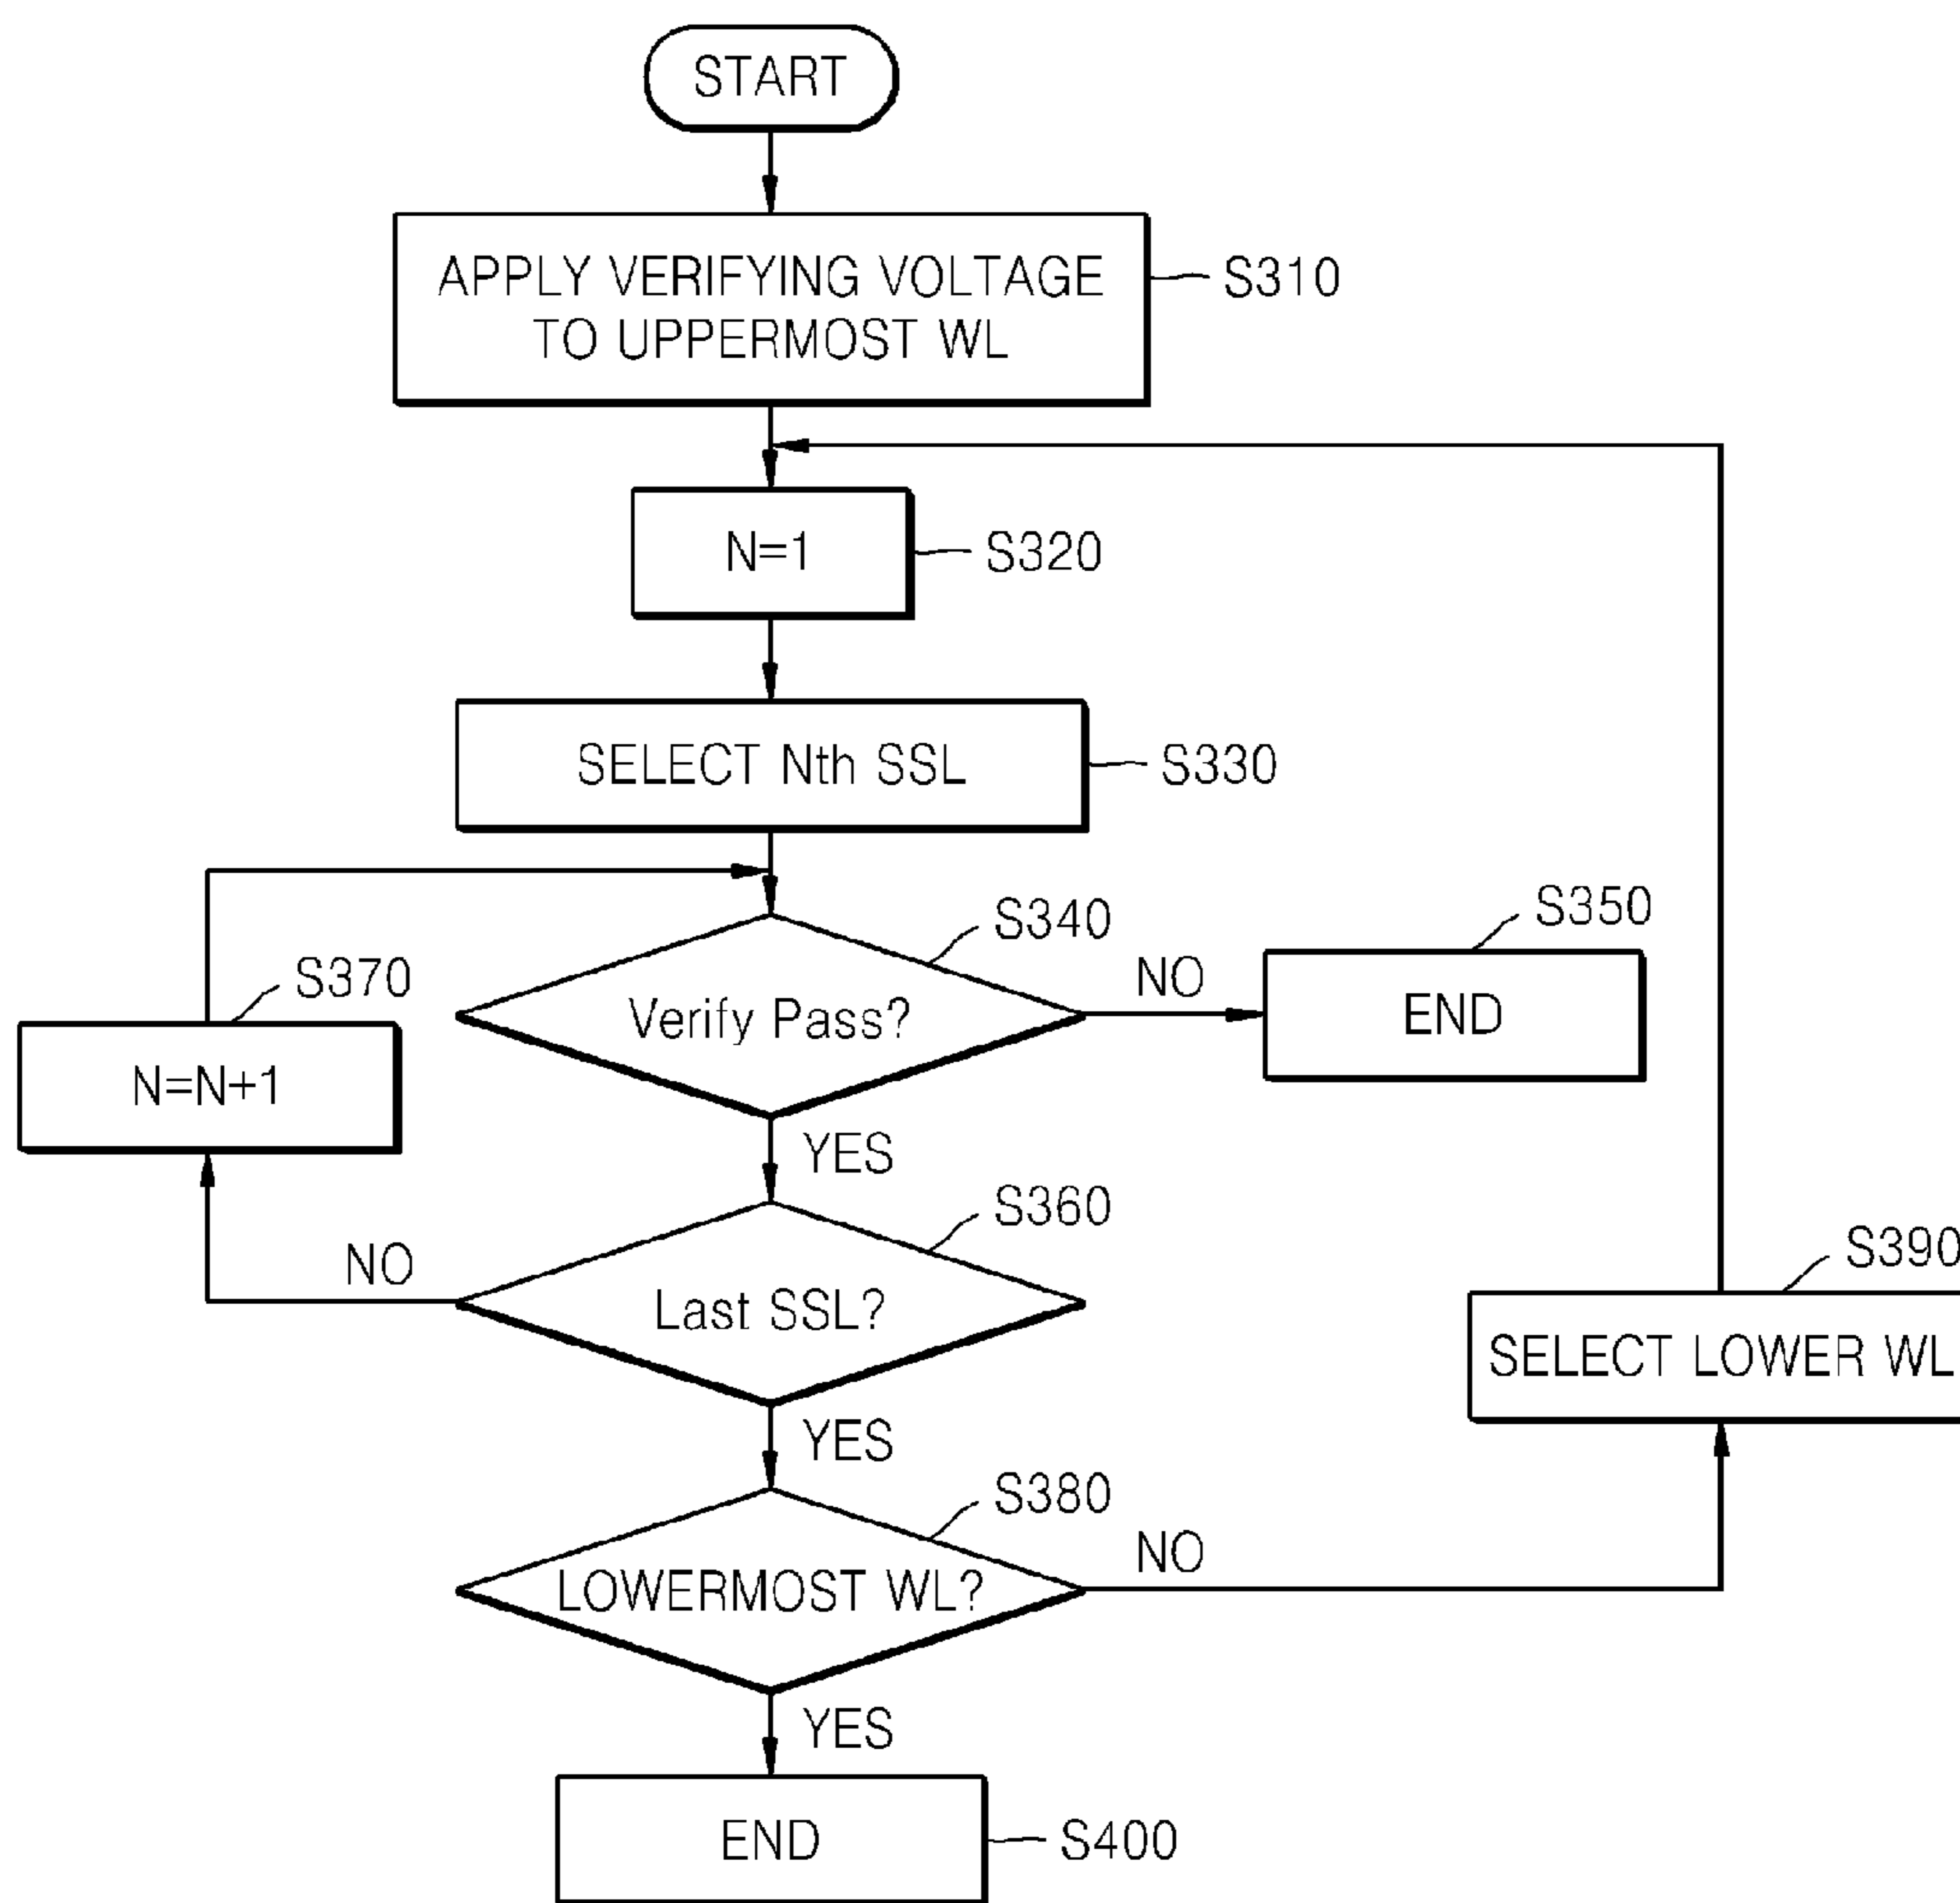 START
APPLY VERIFYING VOLTAGE
TO UPPERMOST WL
S310
N=1
S320
SELECT Nth SSL
S330
S340
Verify Pass?
NO
S350
END
S370
N=N+1
YES
S360
Last SSL?
NO
YES
S390
SELECT LOWER WL
S380
LOWERMOST WL?
NO
YES
END
S400